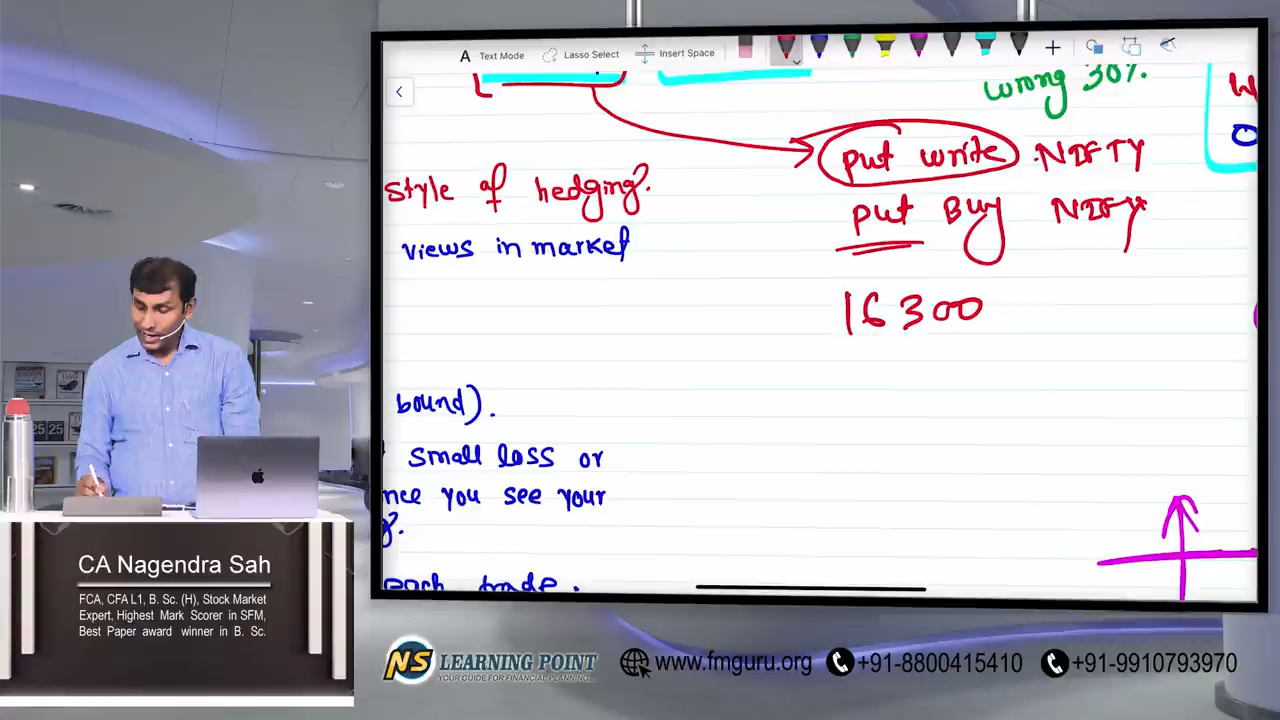 Text Mode
Lasso Select
Insert Space
wrong 30%.
put write NIFTY
style of hedging?
put Buy NIFTY
views in market
16300
bound).
small loss or
nce you see your
g?
each trade.
CA Nagendra Sah
FCA, CFA L1, B. Sc. (H), Stock Market
Expert, Highest Mark Scorer in SFM,
Best Paper award winner in B. Sc.
NS LEARNING POINT
YOUR GUIDE FOR FINANCIAL PLANNING....
www.fmguru.org
+91-8800415410
+91-9910793970